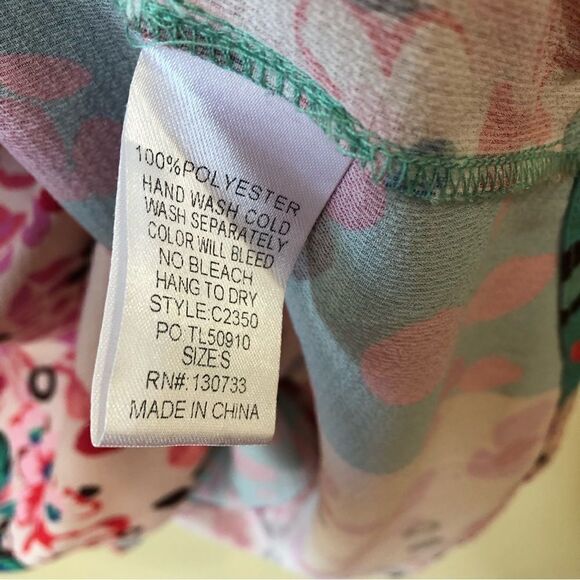 100%POLYESTER
HAND WASH COLD
WASH SEPARATELY
COLOR WILL BLEED
NO BLEACH
HANG TO DRY
STYLE:C2350
PO TL50910
SIZES
RN#: 130733
MADE IN CHINA